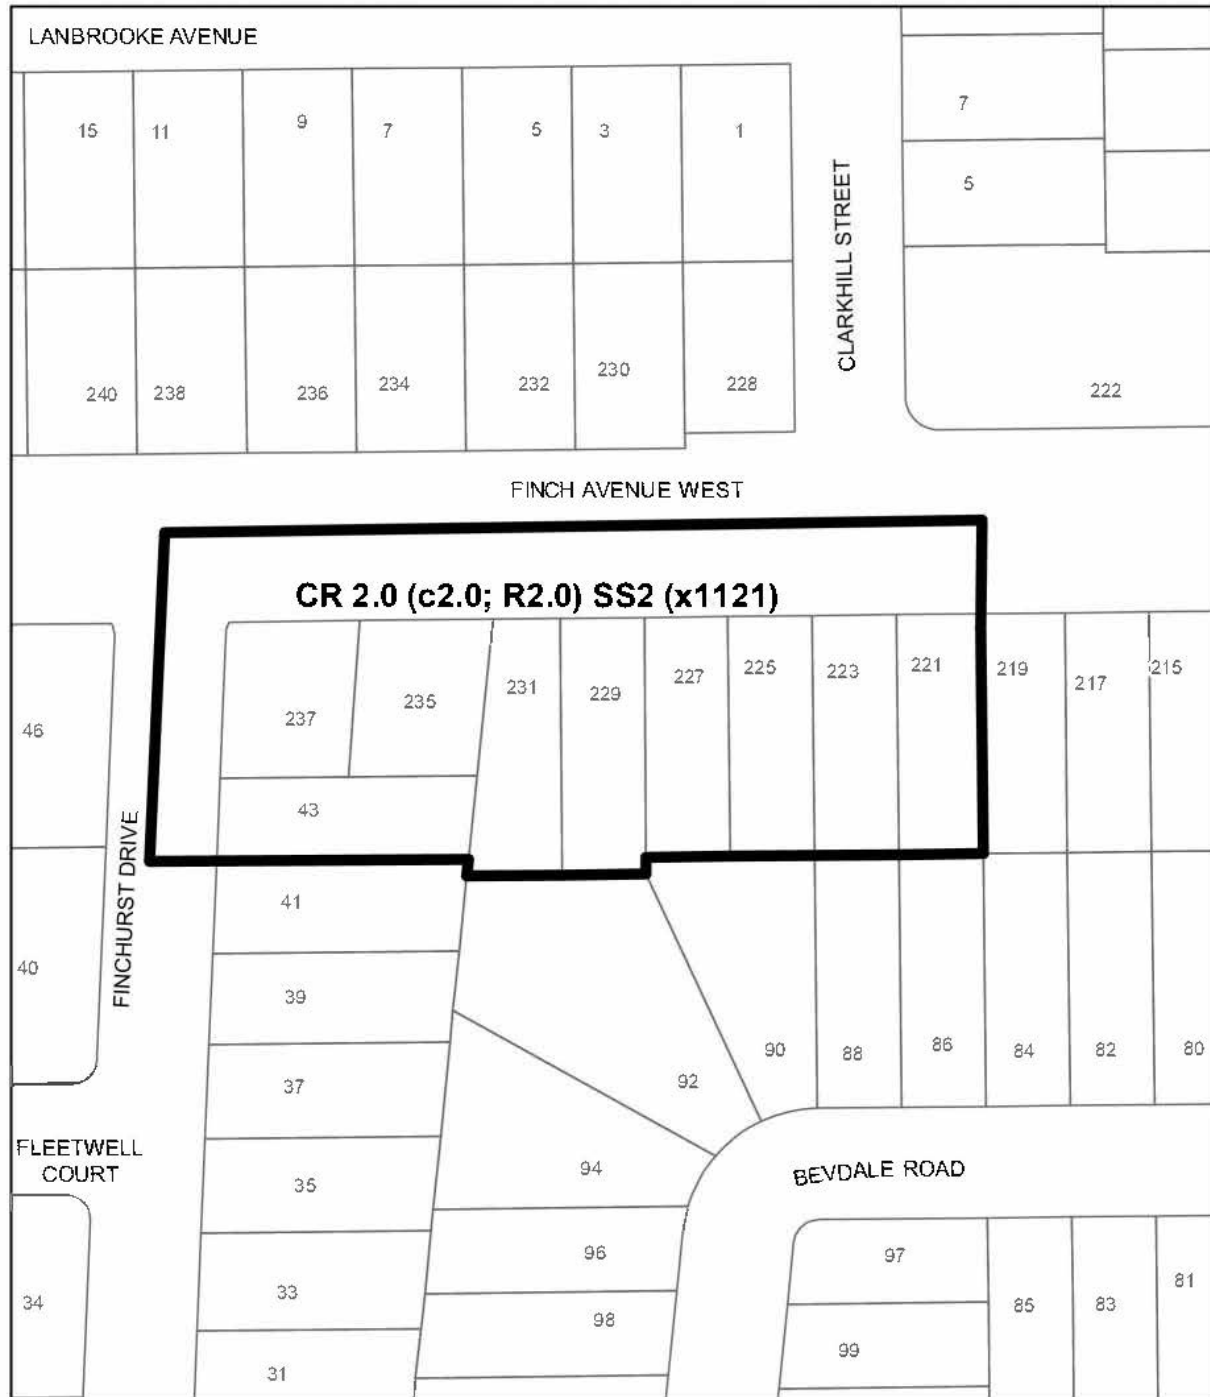 LANBROOKE AVENUE
15 11 9 7 5 3 1
7
5
CLARKHILL STREET
240 238 236 234 232 230 228
222
FINCH AVENUE WEST
CR 2.0 (c2.0; R2.0) SS2 (x1121)
237 235 231 229 227 225 223 221 219 217 215
46
43
FINCHURST DRIVE
41
40
39
37
92 90 88 86 84 82 80
FLEETWELL
COURT
35
94
BEVDALE ROAD
96
97
34
33
98
85 83 81
99
31